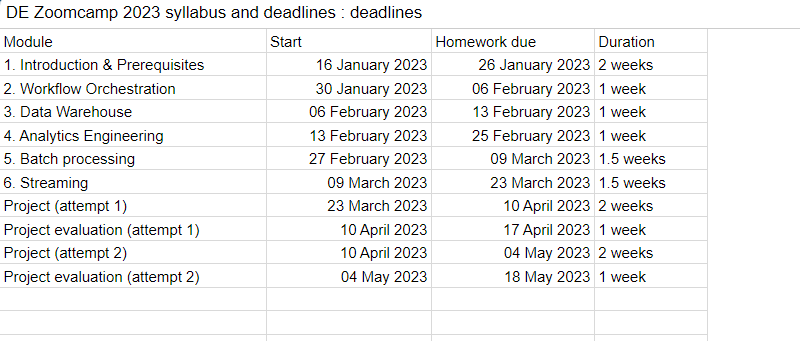 DE Zoomcamp 2023 syllabus and deadlines : deadlines
Module Start Homework due Duration
1. Introduction & Prerequisites 16 January 2023 26 January 2023 2 weeks
2. Workflow Orchestration 30 January 2023 06 February 2023 1 week
3. Data Warehouse 06 February 2023 13 February 2023 1 week
4. Analytics Engineering 13 February 2023 25 February 2023 1 week
5. Batch processing 27 February 2023 09 March 2023 1.5 weeks
6. Streaming 09 March 2023 23 March 2023 1.5 weeks
Project (attempt 1) 23 March 2023 10 April 2023 2 weeks
Project evaluation (attempt 1) 10 April 2023 17 April 2023 1 week
Project (attempt 2) 10 April 2023 04 May 2023 2 weeks
Project evaluation (attempt 2) 04 May 2023 18 May 2023 1 week